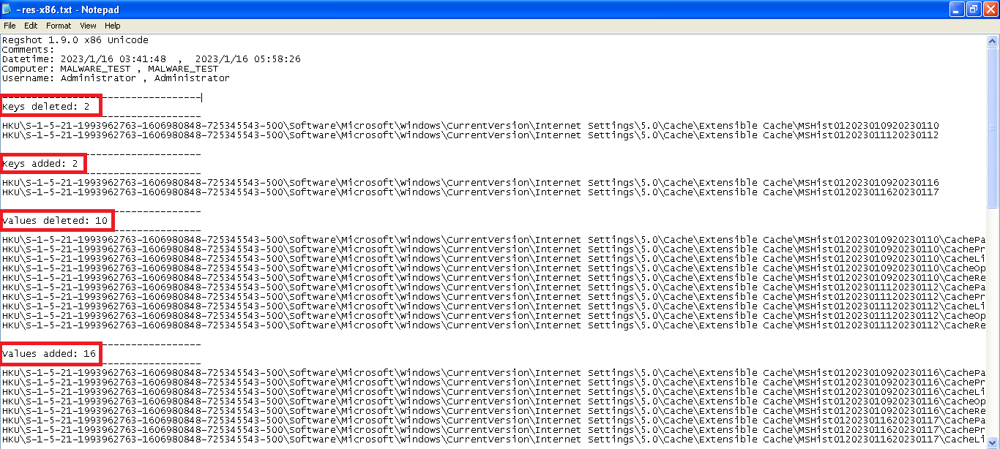 ~res-x86.txt - Notepad
File Edit Format View Help
Regshot 1.9.0 x86 Unicode
Comments:
Datetime: 2023/1/16 03:41:48 , 2023/1/16 05:58:26
Computer: MALWARE_TEST , MALWARE_TEST
Username: Administrator , Administrator
----------------------------------
Keys deleted: 2
----------------------------------
HKU\S-1-5-21-1993962763-1606980848-725345543-500\Software\Microsoft\Windows\CurrentVersion\Internet Settings\5.0\Cache\Extensible Cache\MSHist012023010920230110
HKU\S-1-5-21-1993962763-1606980848-725345543-500\Software\Microsoft\Windows\CurrentVersion\Internet Settings\5.0\Cache\Extensible Cache\MSHist012023011120230112
----------------------------------
Keys added: 2
----------------------------------
HKU\S-1-5-21-1993962763-1606980848-725345543-500\Software\Microsoft\Windows\CurrentVersion\Internet Settings\5.0\Cache\Extensible Cache\MSHist012023010920230116
HKU\S-1-5-21-1993962763-1606980848-725345543-500\Software\Microsoft\Windows\CurrentVersion\Internet Settings\5.0\Cache\Extensible Cache\MSHist012023011620230117
----------------------------------
Values deleted: 10
----------------------------------
HKU\S-1-5-21-1993962763-1606980848-725345543-500\Software\Microsoft\Windows\CurrentVersion\Internet Settings\5.0\Cache\Extensible Cache\MSHist012023010920230110\CachePa
HKU\S-1-5-21-1993962763-1606980848-725345543-500\Software\Microsoft\Windows\CurrentVersion\Internet Settings\5.0\Cache\Extensible Cache\MSHist012023010920230110\CachePr
HKU\S-1-5-21-1993962763-1606980848-725345543-500\Software\Microsoft\Windows\CurrentVersion\Internet Settings\5.0\Cache\Extensible Cache\MSHist012023010920230110\CacheLi
HKU\S-1-5-21-1993962763-1606980848-725345543-500\Software\Microsoft\Windows\CurrentVersion\Internet Settings\5.0\Cache\Extensible Cache\MSHist012023010920230110\CacheOp
HKU\S-1-5-21-1993962763-1606980848-725345543-500\Software\Microsoft\Windows\CurrentVersion\Internet Settings\5.0\Cache\Extensible Cache\MSHist012023010920230110\CacheRe
HKU\S-1-5-21-1993962763-1606980848-725345543-500\Software\Microsoft\Windows\CurrentVersion\Internet Settings\5.0\Cache\Extensible Cache\MSHist012023011120230112\CachePa
HKU\S-1-5-21-1993962763-1606980848-725345543-500\Software\Microsoft\Windows\CurrentVersion\Internet Settings\5.0\Cache\Extensible Cache\MSHist012023011120230112\CachePr
HKU\S-1-5-21-1993962763-1606980848-725345543-500\Software\Microsoft\Windows\CurrentVersion\Internet Settings\5.0\Cache\Extensible Cache\MSHist012023011120230112\CacheLi
HKU\S-1-5-21-1993962763-1606980848-725345543-500\Software\Microsoft\Windows\CurrentVersion\Internet Settings\5.0\Cache\Extensible Cache\MSHist012023011120230112\CacheOp
HKU\S-1-5-21-1993962763-1606980848-725345543-500\Software\Microsoft\Windows\CurrentVersion\Internet Settings\5.0\Cache\Extensible Cache\MSHist012023011120230112\CacheRe
----------------------------------
Values added: 16
----------------------------------
HKU\S-1-5-21-1993962763-1606980848-725345543-500\Software\Microsoft\Windows\CurrentVersion\Internet Settings\5.0\Cache\Extensible Cache\MSHist012023010920230116\CachePa
HKU\S-1-5-21-1993962763-1606980848-725345543-500\Software\Microsoft\Windows\CurrentVersion\Internet Settings\5.0\Cache\Extensible Cache\MSHist012023010920230116\CachePr
HKU\S-1-5-21-1993962763-1606980848-725345543-500\Software\Microsoft\Windows\CurrentVersion\Internet Settings\5.0\Cache\Extensible Cache\MSHist012023010920230116\CacheLi
HKU\S-1-5-21-1993962763-1606980848-725345543-500\Software\Microsoft\Windows\CurrentVersion\Internet Settings\5.0\Cache\Extensible Cache\MSHist012023010920230116\CacheOp
HKU\S-1-5-21-1993962763-1606980848-725345543-500\Software\Microsoft\Windows\CurrentVersion\Internet Settings\5.0\Cache\Extensible Cache\MSHist012023010920230116\CacheRe
HKU\S-1-5-21-1993962763-1606980848-725345543-500\Software\Microsoft\Windows\CurrentVersion\Internet Settings\5.0\Cache\Extensible Cache\MSHist012023011620230117\CachePa
HKU\S-1-5-21-1993962763-1606980848-725345543-500\Software\Microsoft\Windows\CurrentVersion\Internet Settings\5.0\Cache\Extensible Cache\MSHist012023011620230117\CachePr
HKU\S-1-5-21-1993962763-1606980848-725345543-500\Software\Microsoft\Windows\CurrentVersion\Internet Settings\5.0\Cache\Extensible Cache\MSHist012023011620230117\CacheLi